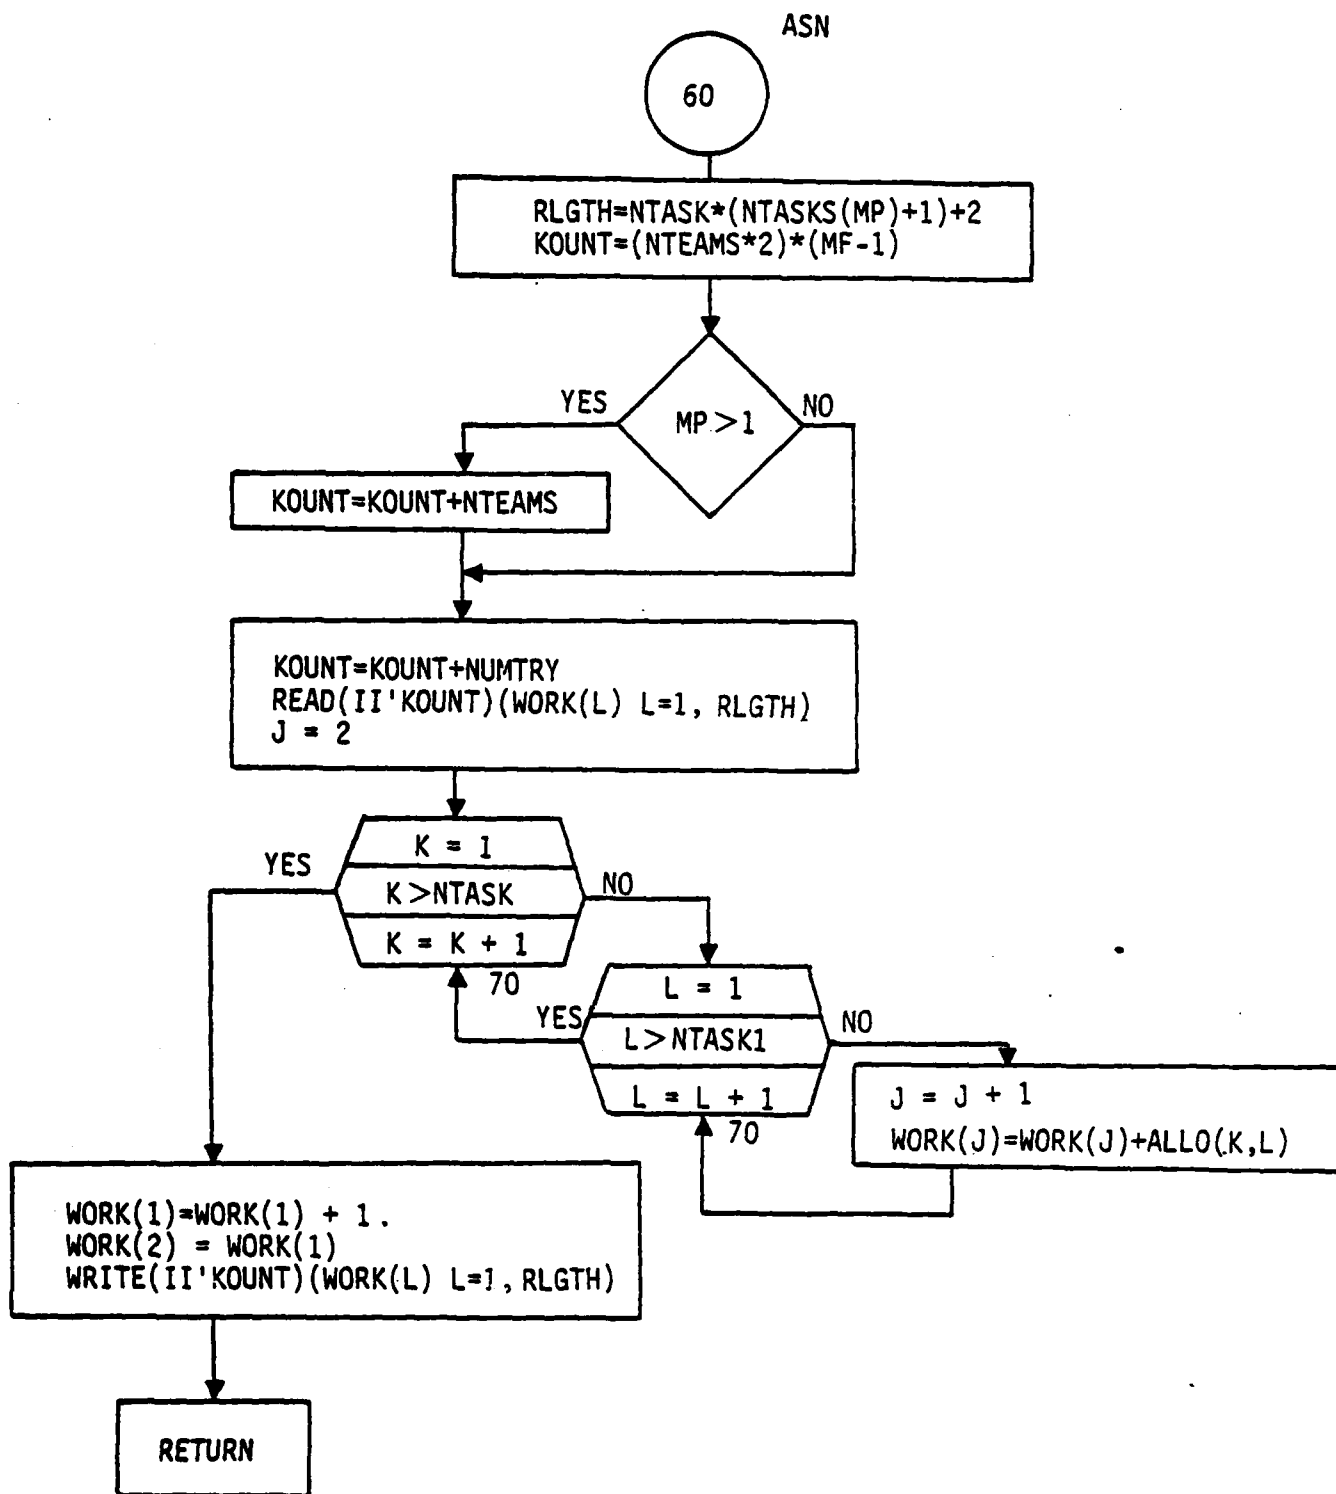 ASN
60
RLGTH=NTASK*(NTASKS(MP)+1)+2
KOUNT=(NTEAMS*2)*(MF-1)
MP>1
YES
NO
KOUNT=KOUNT+NTEAMS
KOUNT=KOUNT+NUMTRY
READ(II'KOUNT)(WORK(L) L=1, RLGTH)
J = 2
K = 1
YES
K>NTASK
NO
K = K + 1
70
L = 1
YES
L>NTASK1
NO
L = L + 1
70
J = J + 1
WORK(J)=WORK(J)+ALLO(K,L)
WORK(1)=WORK(1) + 1.
WORK(2) = WORK(1)
WRITE(II'KOUNT)(WORK(L) L=1, RLGTH)
RETURN